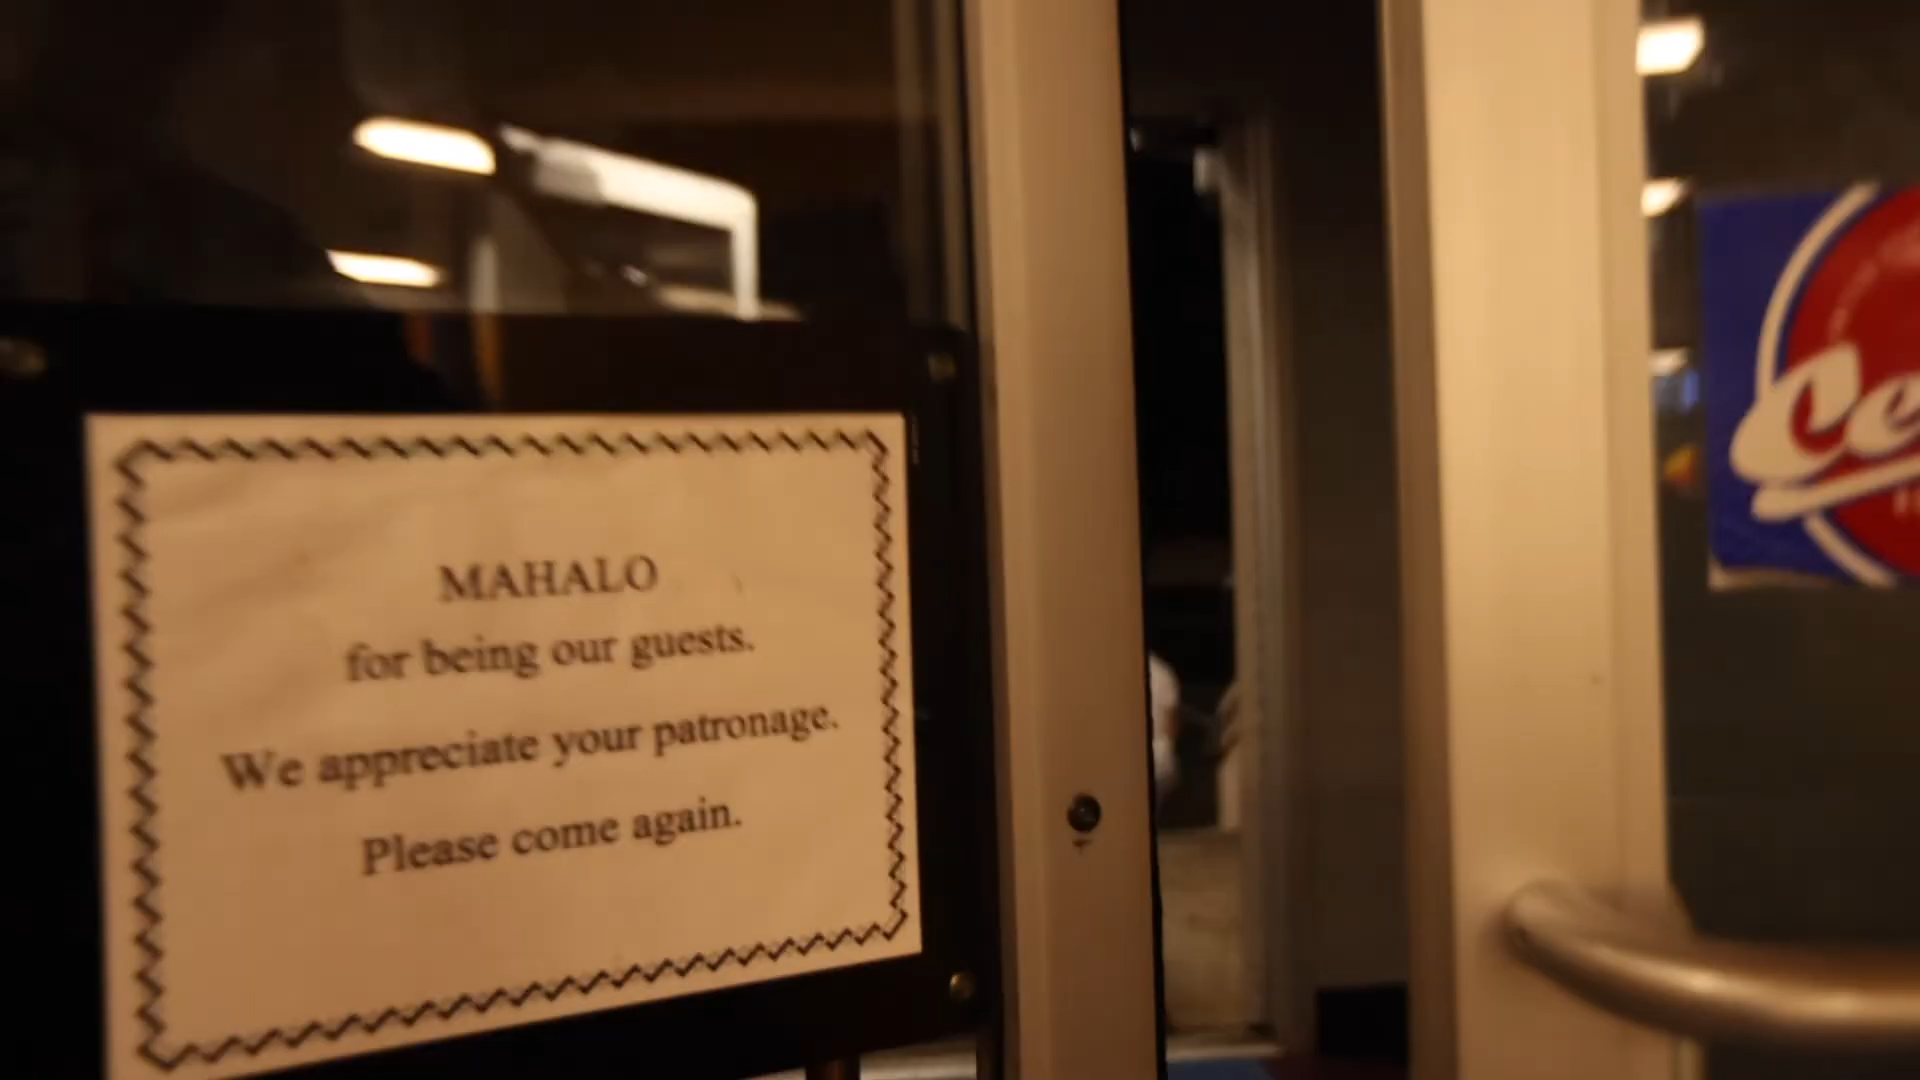 MAHALO
for being our guests.
We appreciate your patronage.
Please come again.